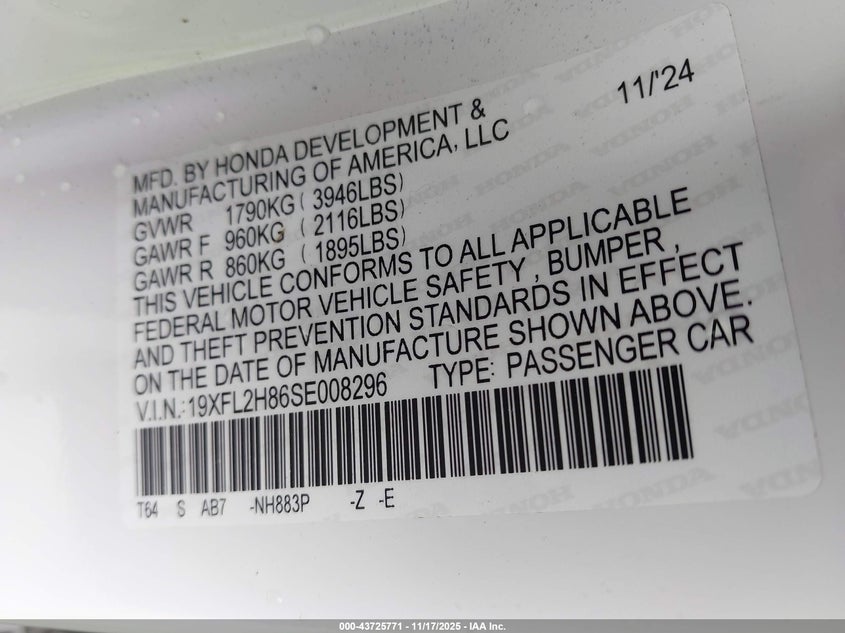 11/'24
MFD. BY HONDA DEVELOPMENT &
MANUFACTURING OF AMERICA, LLC
GVWR 1790KG ( 3946LBS)
GAWR F 960KG ( 2116LBS)
GAWR R 860KG ( 1895LBS)
THIS VEHICLE CONFORMS TO ALL APPLICABLE
FEDERAL MOTOR VEHICLE SAFETY , BUMPER ,
AND THEFT PREVENTION STANDARDS IN EFFECT
ON THE DATE OF MANUFACTURE SHOWN ABOVE.
V.I.N.: 19XFL2H86SE008296 TYPE: PASSENGER CAR
T64 S AB7 -NH883P -Z -E
000-43725771 - 11/17/2025 - IAA Inc.